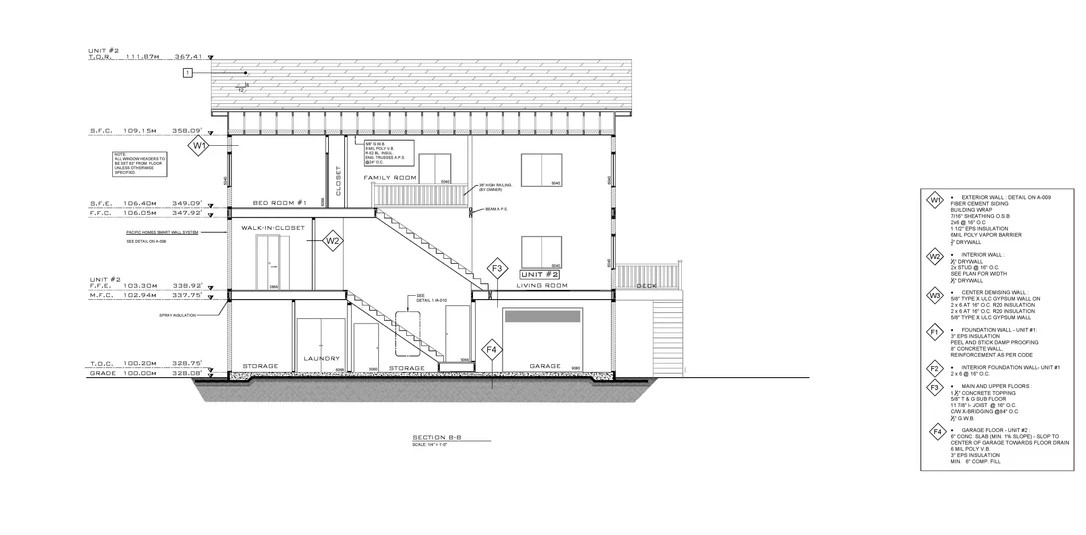 UNIT #2
T.O.R. 111.87M 367.41
1
12
S.F.C. 109.15M 358.09'
W1
NOTE:
ALL WINDOW HEADERS TO
BE SET 82" FROM FLOOR
UNLESS OTHERWISE
SPECIFIED.
5/8" G.W.B.
6 MIL POLY V.B.
R-52 BL. INSUL
ENG. TRUSSES A.P.S.
@24" O.C.
CLOSET
FAMILY ROOM
36" HIGH RAILING.
(BY OWNER)
BEAM A.P.S.
S.F.E. 106.40M 349.09'
F.F.C. 106.05M 347.92'
BED ROOM #1
WALK-IN-CLOSET
W2
PACIFIC HOMES SMART WALL SYSTEM
SEE DETAIL ON A-008
F3
UNIT #2
UNIT #2
F.F.E. 103.30M 338.92'
M.F.C. 102.94M 337.75'
LIVING ROOM
DECK
SEE
DETAIL 1/A-010
SPRAY INSULATION
F4
LAUNDRY
STORAGE
STORAGE
GARAGE
T.O.C. 100.20M 328.75'
GRADE 100.00M 328.08'
SECTION B-B
SCALE: 1/4" = 1'-0"
W1
• EXTERIOR WALL : DETAIL ON A-009
FIBER CEMENT SIDING
BUILDING WRAP
7/16" SHEATHING O.S.B
2x6 @ 16" O.C
1 1/2" EPS INSULATION
6MIL POLY VAPOR BARRIER
½" DRYWALL
W2
• INTERIOR WALL :
½" DRYWALL
2x STUD @ 16" O.C.
SEE PLAN FOR WIDTH
½" DRYWALL
W3
• CENTER DEMISING WALL :
5/8" TYPE X ULC GYPSUM WALL ON
2 x 6 AT 16" O.C. R20 INSULATION
2 x 6 AT 16" O.C. R20 INSULATION
5/8" TYPE X ULC GYPSUM WALL
F1
• FOUNDATION WALL - UNIT #1:
3" EPS INSULATION
PEEL AND STICK DAMP PROOFING
8" CONCRETE WALL.
REINFORCEMENT AS PER CODE
F2
• INTERIOR FOUNDATION WALL- UNIT #1
2 x 6 @ 16" O.C.
F3
• MAIN AND UPPER FLOORS :
1 ½" CONCRETE TOPPING
5/8" T & G SUB FLOOR
11 7/8" I- JOIST @ 16" O.C.
C/W X-BRIDGING @84" O.C
½" G.W.B.
F4
• GARAGE FLOOR - UNIT #2 :
6" CONC. SLAB (MIN. 1% SLOPE) - SLOP TO
CENTER OF GARAGE TOWARDS FLOOR DRAIN
6 MIL POLY V.B.
3" EPS INSULATION
MIN. 6" COMP. FILL